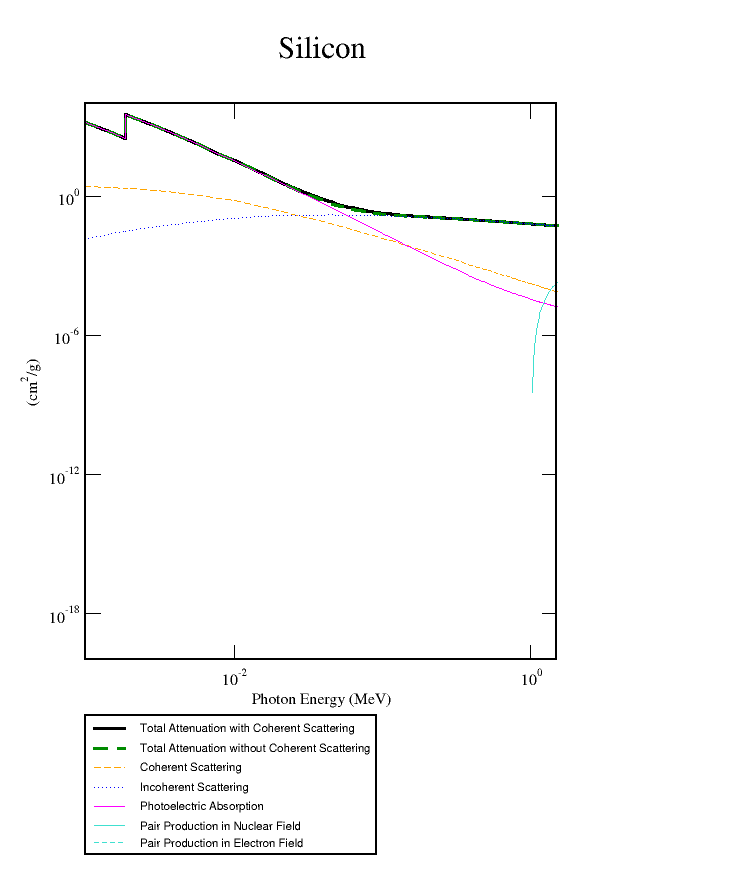 Silicon
10^0
10^-6
(cm^2/g)
10^-12
10^-18
10^-2
10^0
Photon Energy (MeV)
Total Attenuation with Coherent Scattering
Total Attenuation without Coherent Scattering
Coherent Scattering
Incoherent Scattering
Photoelectric Absorption
Pair Production in Nuclear Field
Pair Production in Electron Field